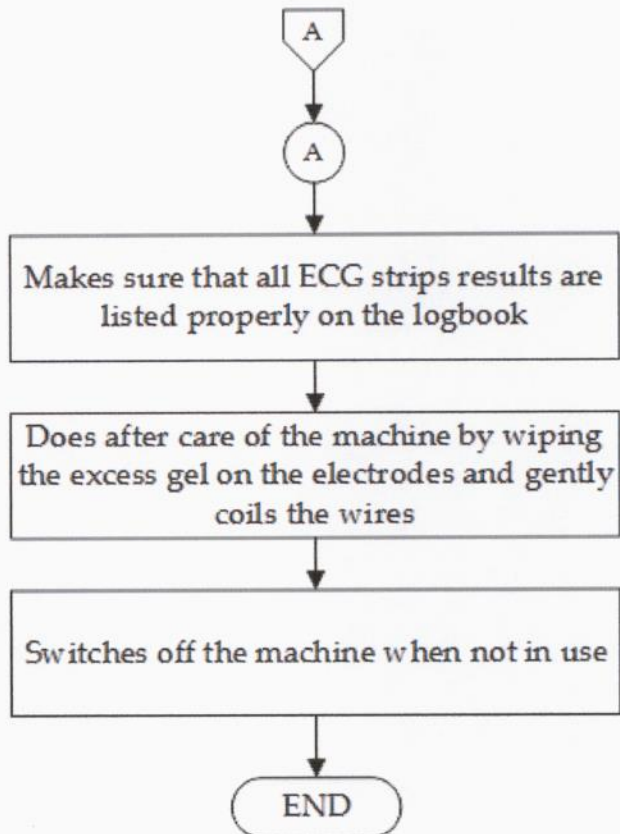 A
A
Makes sure that all ECG strips results are
listed properly on the logbook
Does after care of the machine by wiping
the excess gel on the electrodes and gently
coils the wires
Switches off the machine when not in use
END